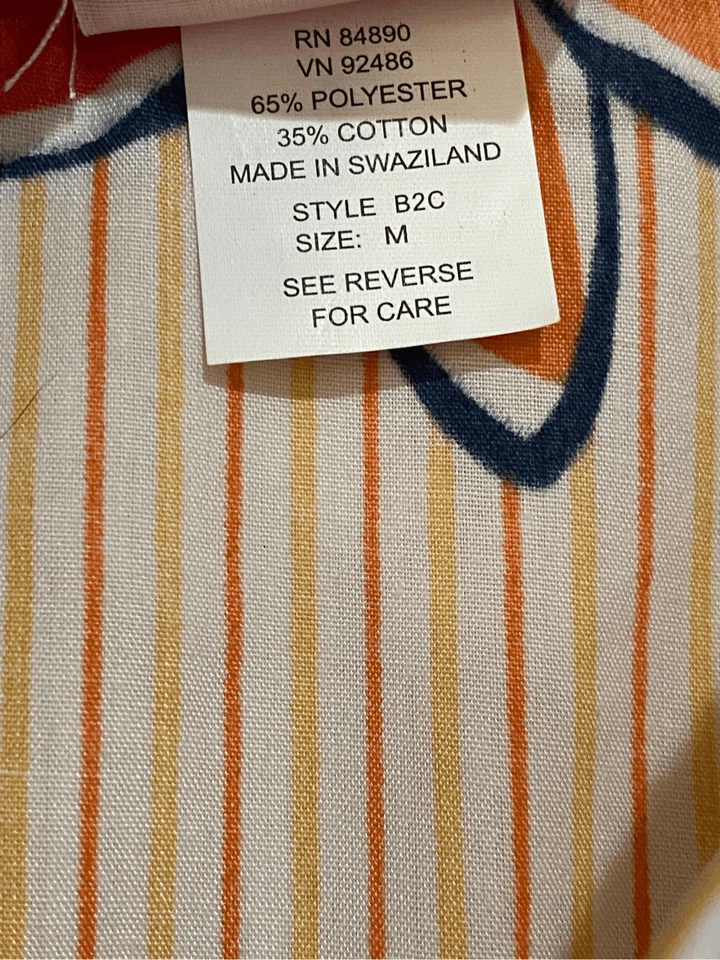 RN 84890
VN 92486
65% POLYESTER
35% COTTON
MADE IN SWAZILAND
STYLE B2C
SIZE: M
SEE REVERSE
FOR CARE